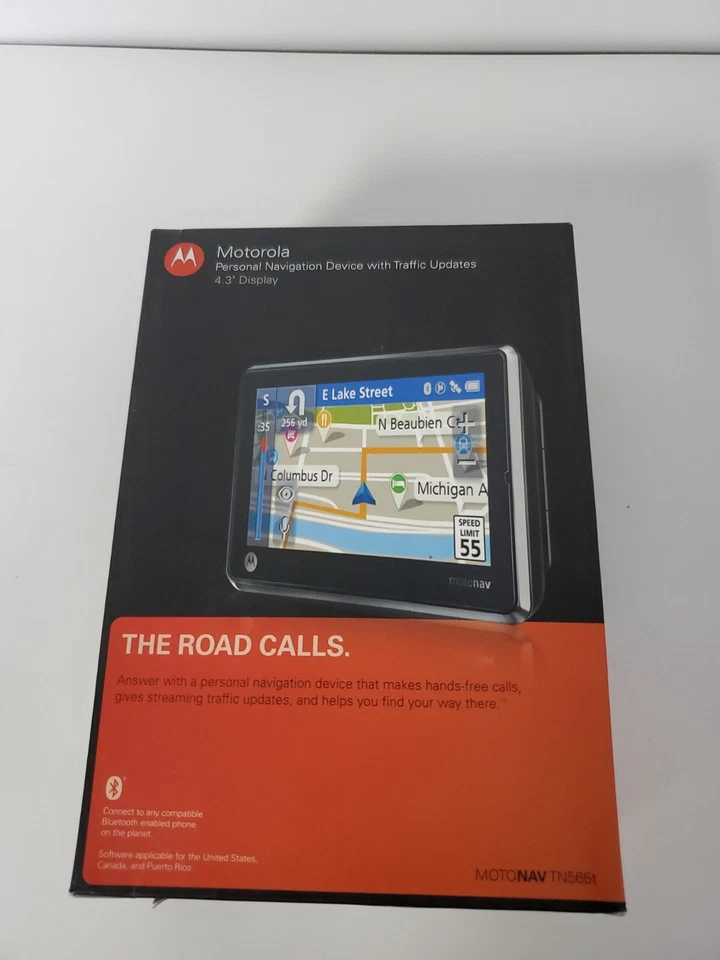 Motorola
Personal Navigation Device with Traffic Updates
4.3" Display
S
E Lake Street
:35
256 yd
N Beaubien Ct
Columbus Dr
Michigan A
SPEED
LIMIT
55
motonav
THE ROAD CALLS.
Answer with a personal navigation device that makes hands-free calls,
gives streaming traffic updates, and helps you find your way there.™
Connect to any compatible
Bluetooth enabled phone
on the planet.
Software applicable for the United States,
Canada, and Puerto Rico.
MOTONAV TN565t